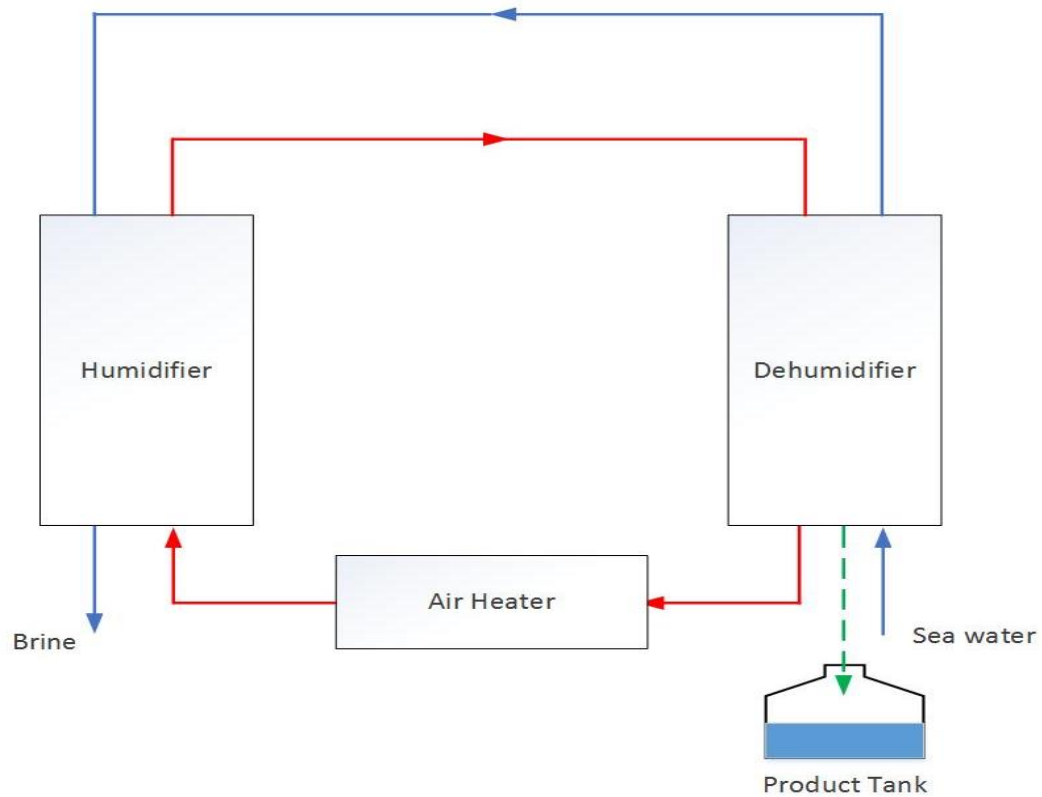 Humidifier
Dehumidifier
Air Heater
Brine
Sea water
Product Tank